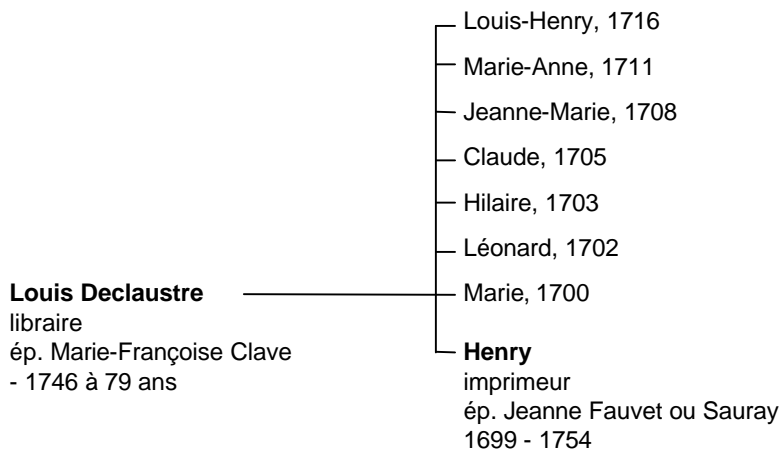 Louis-Henry, 1716
Marie-Anne, 1711
Jeanne-Marie, 1708
Claude, 1705
Hilaire, 1703
Léonard, 1702
Marie, 1700
Louis Declaustre
libraire
ép. Marie-Françoise Clave
- 1746 à 79 ans
Henry
imprimeur
ép. Jeanne Fauvet ou Sauray
1699 - 1754